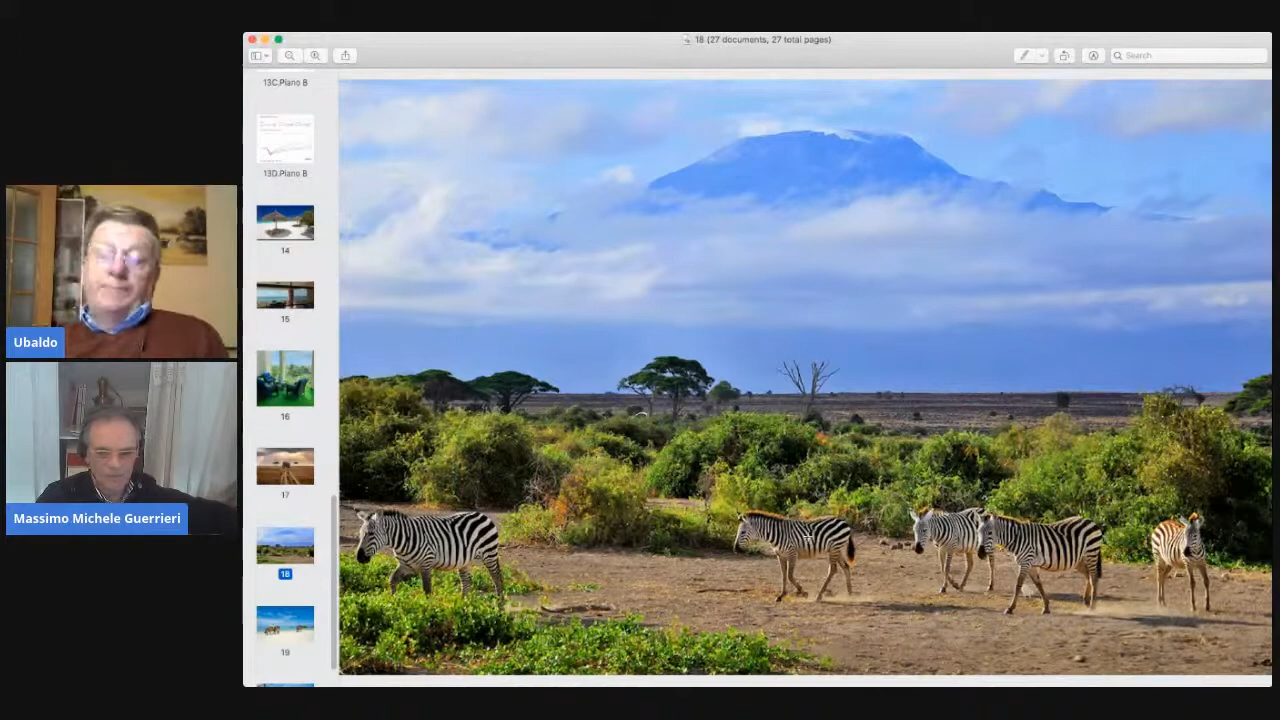 18 (27 documents, 27 total pages)
Search
13C.Piano B
13D.Piano B
14
15
16
17
18
19
Ubaldo
Massimo Michele Guerrieri